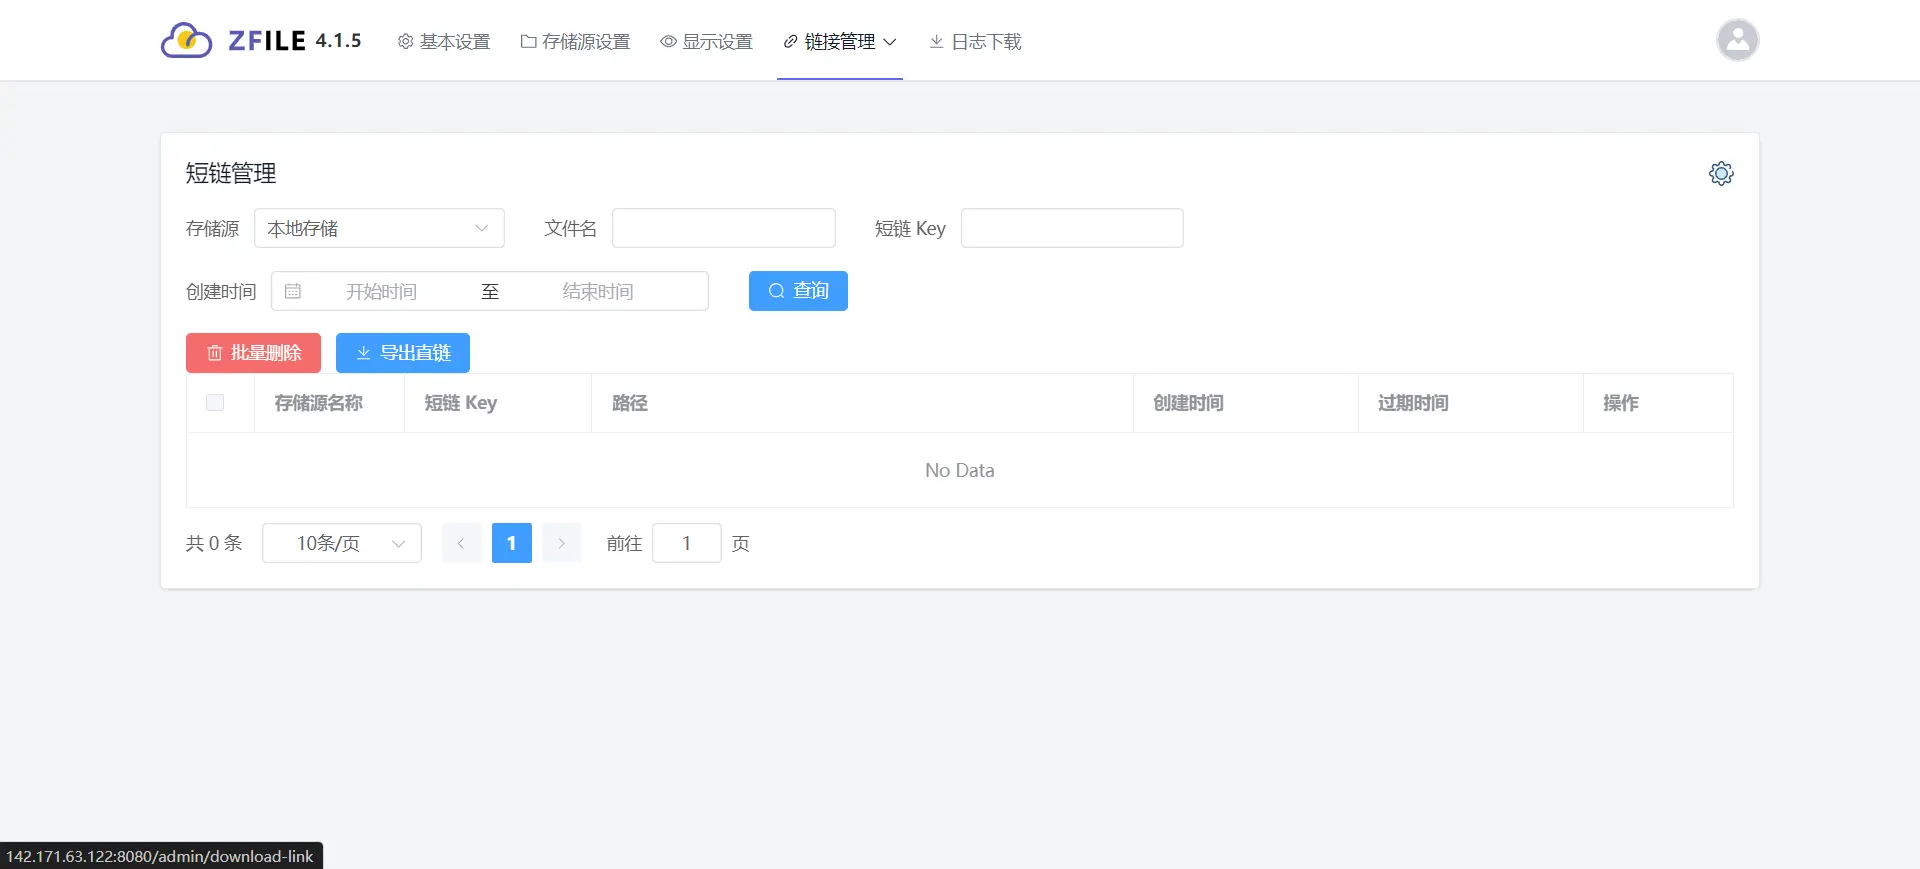 ZFILE 4.1.5 基本设置 存储源设置 显示设置 链接管理 日志下载
短链管理
存储源 本地存储 文件名 短链 Key
创建时间 开始时间 至 结束时间 查询
批量删除 导出直链
存储源名称 短链 Key 路径 创建时间 过期时间 操作
No Data
共 0 条 10条/页 1 前往 1 页
142.171.63.122:8080/admin/download-link